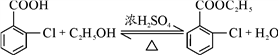 COOH
Cl + C₂H₅OH 浓H₂SO₄ △ COOC₂H₅ Cl + H₂O